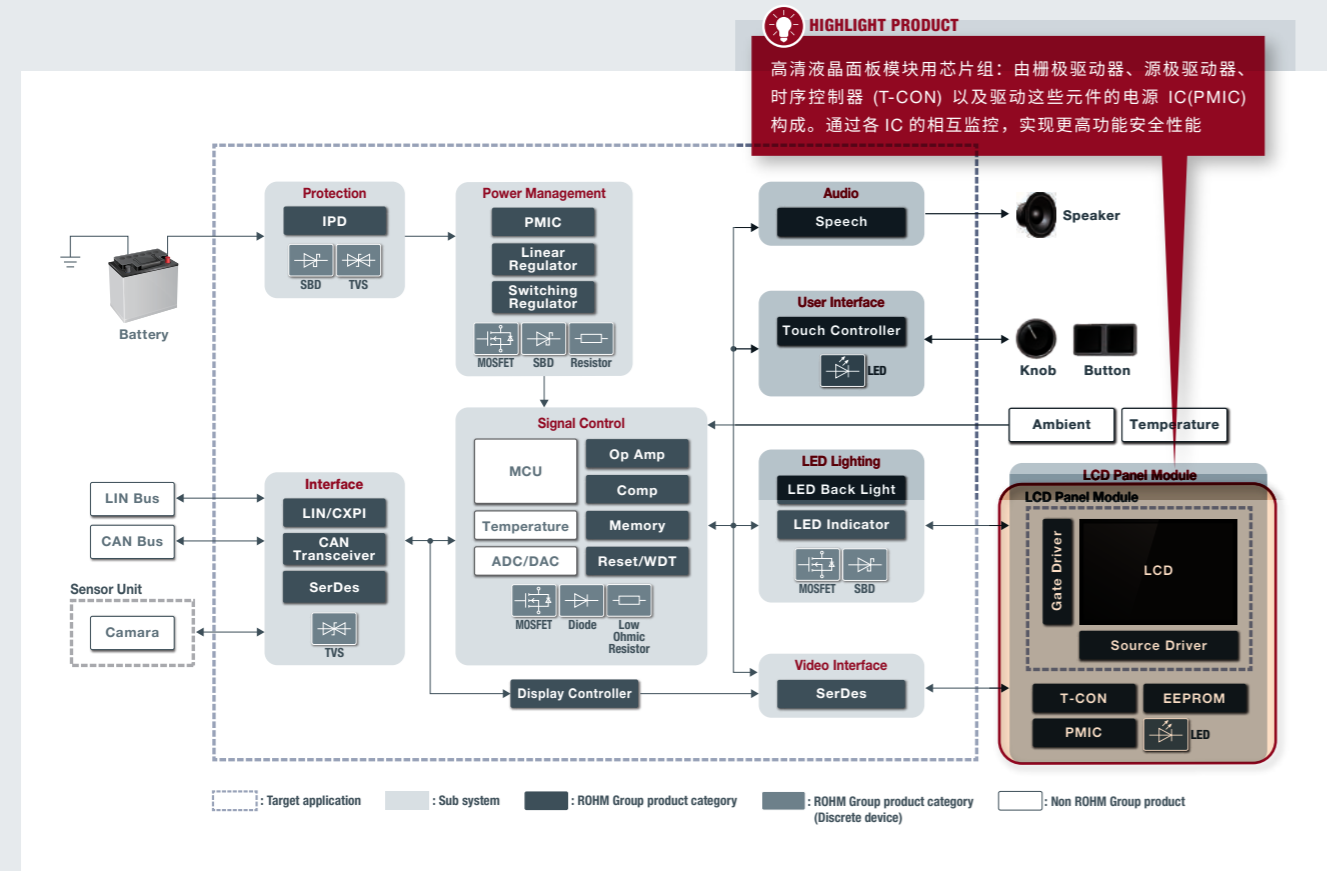 HIGHLIGHT PRODUCT
高清液晶面板模块用芯片组：由栅极驱动器、源极驱动器、
时序控制器 (T-CON) 以及驱动这些元件的电源 IC(PMIC)
构成。通过各 IC 的相互监控，实现更高功能安全性能
Protection
IPD
SBD
TVS
Battery
Power Management
PMIC
Linear
Regulator
Switching
Regulator
MOSFET
SBD
Resistor
Audio
Speech
Speaker
User Interface
Touch Controller
LED
Knob
Button
Ambient
Temperature
Signal Control
MCU
Op Amp
Comp
Temperature
Memory
ADC/DAC
Reset/WDT
MOSFET
Diode
Low
Ohmic
Resistor
LIN Bus
CAN Bus
Sensor Unit
Camara
Interface
LIN/CXPI
CAN
Transceiver
SerDes
TVS
LED Lighting
LED Back Light
LED Indicator
MOSFET
SBD
Display Controller
Video Interface
SerDes
LCD Panel Module
LCD Panel Module
Gate Driver
LCD
Source Driver
T-CON
EEPROM
PMIC
LED
: Target application
: Sub system
: ROHM Group product category
: ROHM Group product category
(Discrete device)
: Non ROHM Group product